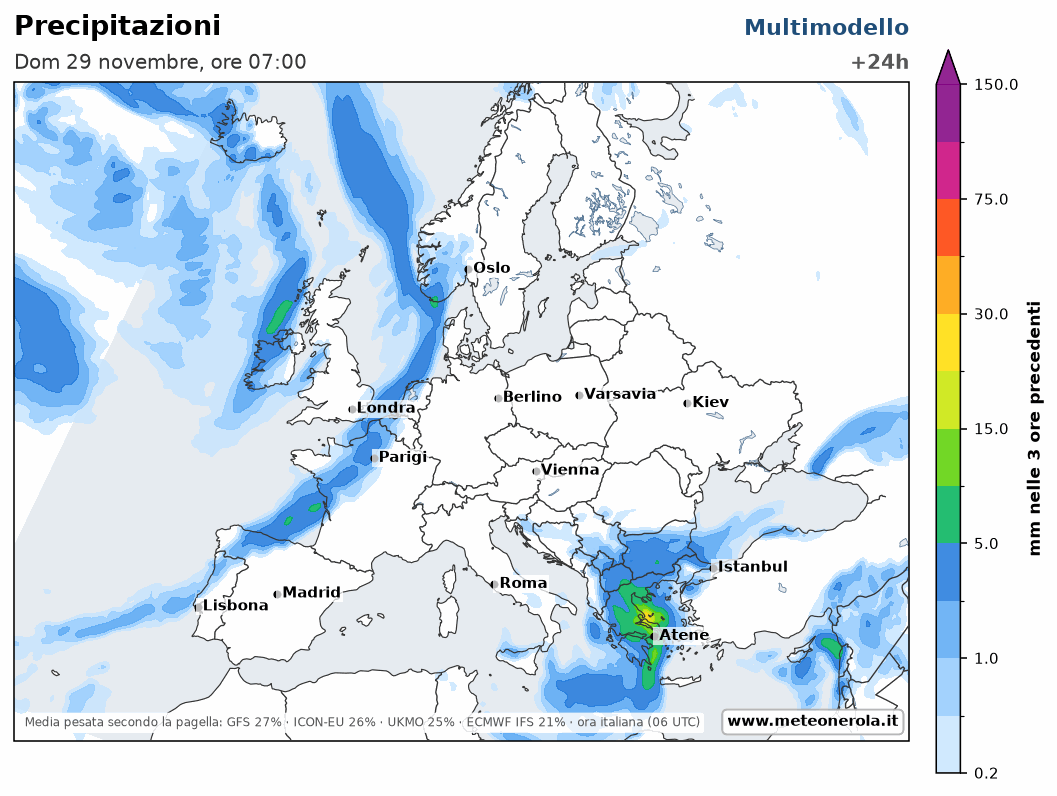 Precipitazioni
Multimodello
Dom 29 novembre, ore 07:00
+24h
150.0
75.0
30.0
15.0
5.0
1.0
0.2
mm nelle 3 ore precedenti
Oslo
Londra
Berlino
Varsavia
Kiev
Parigi
Vienna
Istanbul
Roma
Madrid
Lisbona
Atene
Media pesata secondo la pagella: GFS 27% · ICON-EU 26% · UKMO 25% · ECMWF IFS 21% · ora italiana (06 UTC)
www.meteonerola.it